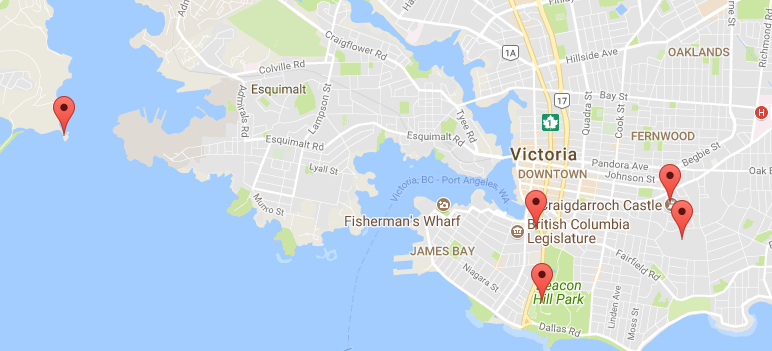 Craigflower Rd
1A
Hillside Ave
OAKLANDS
Richmond Rd
Colville Rd
Esquimalt
Admirals Rd
Lampson St
Tyee Rd
17
Bay St
Quadra St
Cook St
H
1
FERNWOOD
Begbie St
Esquimalt Rd
Esquimalt Rd
Victoria
Pandora Ave
Johnson St
Oak B
Lyall St
DOWNTOWN
Victoria, BC - Port Angeles, WA
Munro St
Craigdarroch Castle
Fisherman's Wharf
British Columbia
Legislature
JAMES BAY
Fairfield Rd
Niagara St
Beacon
Hill Park
Linden Ave
Moss St
Dallas Rd